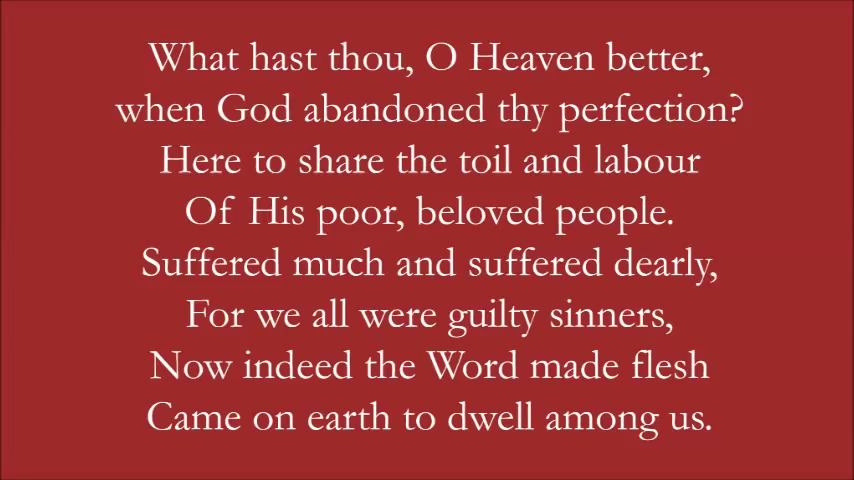 What hast thou, O Heaven better,
when God abandoned thy perfection?
Here to share the toil and labour
Of His poor, beloved people.
Suffered much and suffered dearly,
For we all were guilty sinners,
Now indeed the Word made flesh
Came on earth to dwell among us.